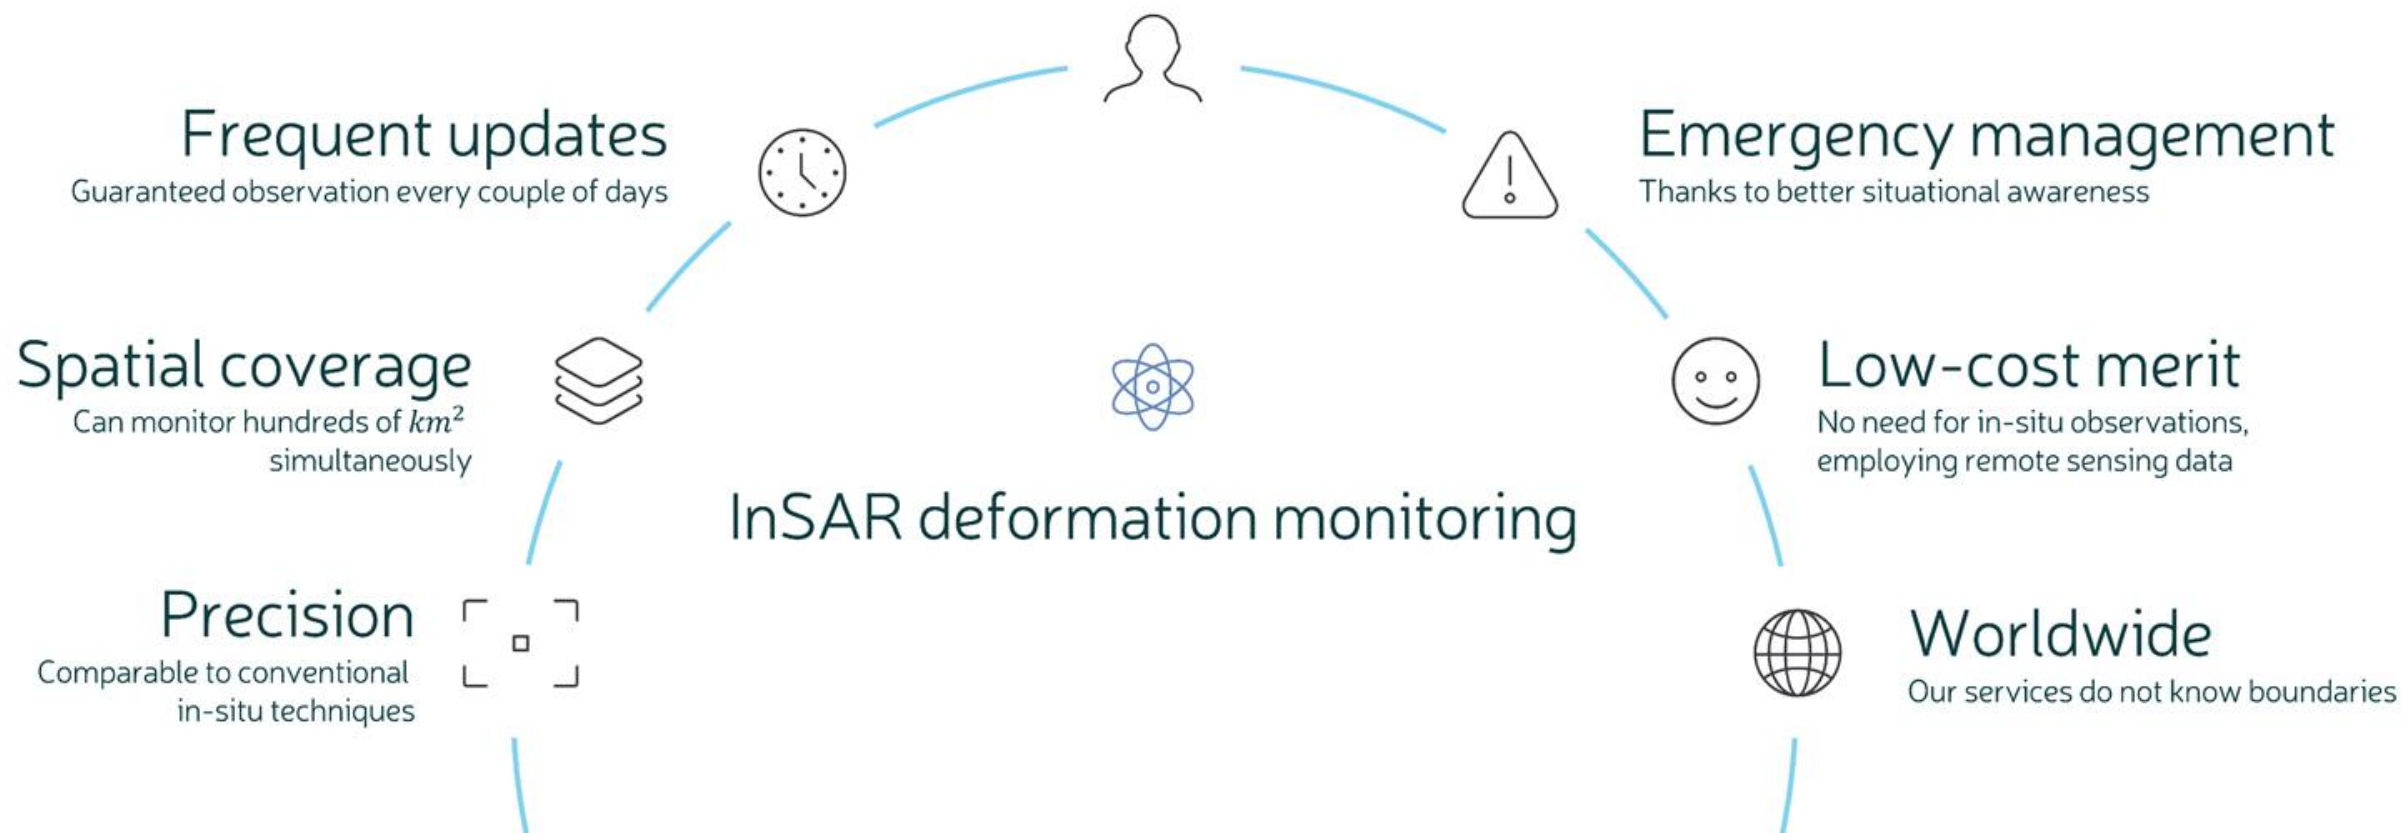 Frequent updates
Guaranteed observation every couple of days
Spatial coverage
Can monitor hundreds of km²
simultaneously
Precision
Comparable to conventional
in-situ techniques
InSAR deformation monitoring
Emergency management
Thanks to better situational awareness
Low-cost merit
No need for in-situ observations,
employing remote sensing data
Worldwide
Our services do not know boundaries